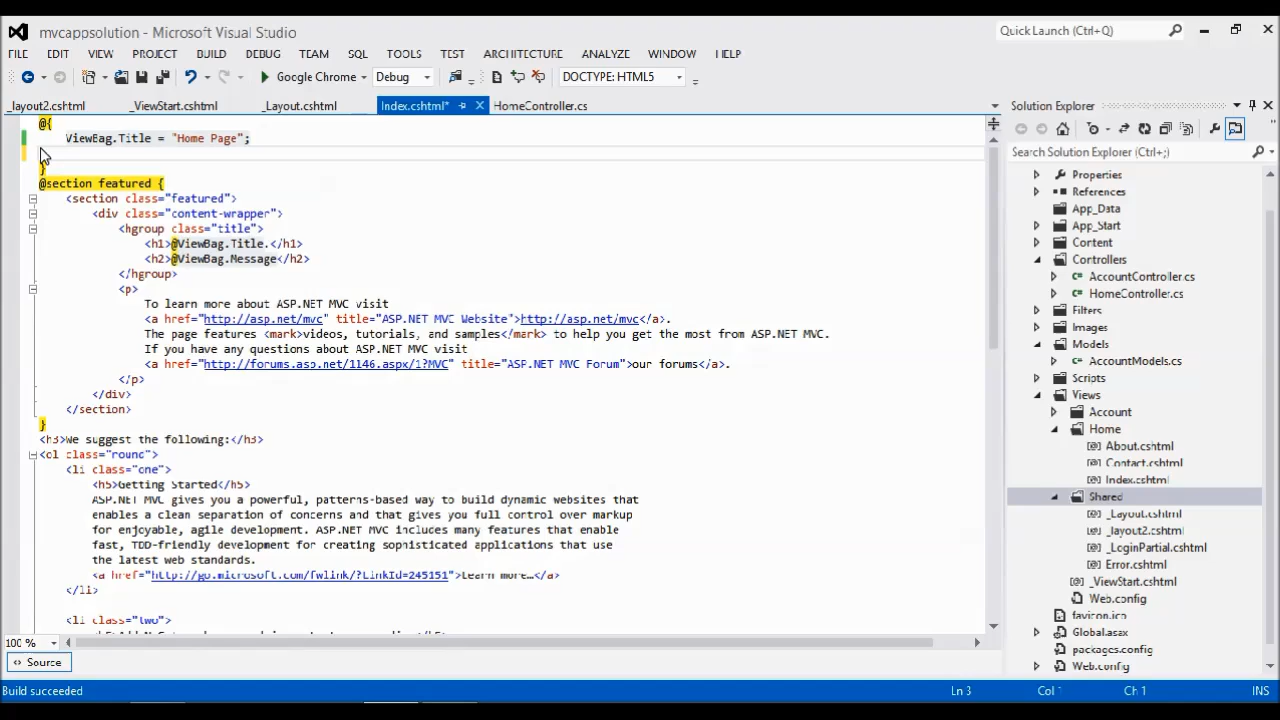 mvcappsolution - Microsoft Visual Studio
Quick Launch (Ctrl+Q)
FILE EDIT VIEW PROJECT BUILD DEBUG TEAM SQL TOOLS TEST ARCHITECTURE ANALYZE WINDOW HELP
Google Chrome Debug DOCTYPE: HTML5
_layout2.cshtml _ViewStart.cshtml _Layout.cshtml Index.cshtml* HomeController.cs
@{
ViewBag.Title = "Home Page";
}
@section featured {
<section class="featured">
<div class="content-wrapper">
<hgroup class="title">
<h1>@ViewBag.Title.</h1>
<h2>@ViewBag.Message</h2>
</hgroup>
<p>
To learn more about ASP.NET MVC visit
<a href="http://asp.net/mvc" title="ASP.NET MVC Website">http://asp.net/mvc</a>.
The page features <mark>videos, tutorials, and samples</mark> to help you get the most from ASP.NET MVC.
If you have any questions about ASP.NET MVC visit
<a href="http://forums.asp.net/1146.aspx/1?MVC" title="ASP.NET MVC Forum">our forums</a>.
</p>
</div>
</section>
}
<h3>We suggest the following:</h3>
<ol class="round">
<li class="one">
<h5>Getting Started</h5>
ASP.NET MVC gives you a powerful, patterns-based way to build dynamic websites that
enables a clean separation of concerns and that gives you full control over markup
for enjoyable, agile development. ASP.NET MVC includes many features that enable
fast, TDD-friendly development for creating sophisticated applications that use
the latest web standards.
<a href="http://go.microsoft.com/fwlink/?LinkId=245151">Learn more…</a>
</li>
<li class="two">
100 %
Source
Build succeeded
Ln 3 Col 1 Ch 1 INS
Solution Explorer
Search Solution Explorer (Ctrl+;)
Properties
References
App_Data
App_Start
Content
Controllers
AccountController.cs
HomeController.cs
Filters
Images
Models
AccountModels.cs
Scripts
Views
Account
Home
About.cshtml
Contact.cshtml
Index.cshtml
Shared
_Layout.cshtml
_layout2.cshtml
_LoginPartial.cshtml
Error.cshtml
_ViewStart.cshtml
Web.config
favicon.ico
Global.asax
packages.config
Web.config